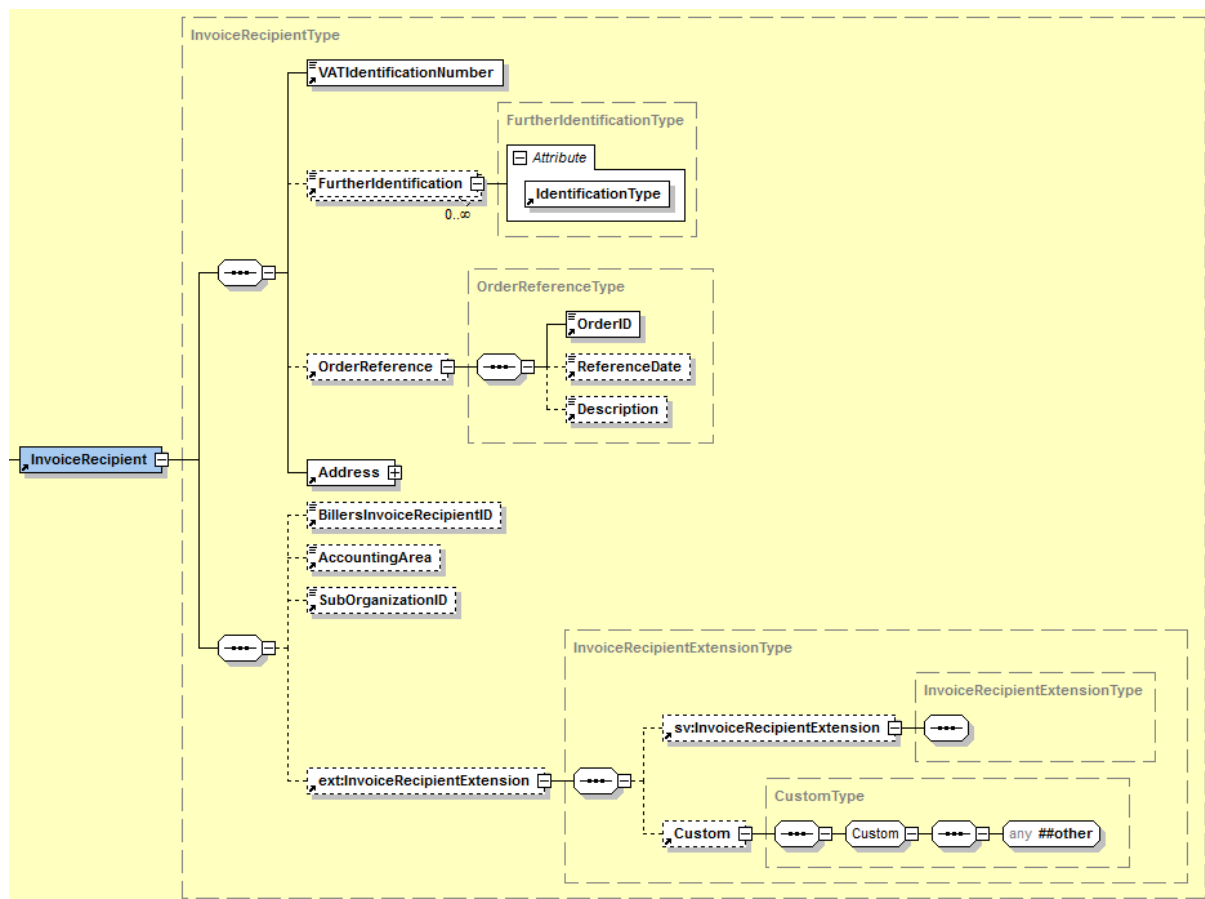 InvoiceRecipientType
VATIdentificationNumber
FurtherIdentificationType
Attribute
FurtherIdentification
IdentificationType
0..∞
OrderReferenceType
OrderID
OrderReference
ReferenceDate
Description
InvoiceRecipient
Address
BillersInvoiceRecipientID
AccountingArea
SubOrganizationID
InvoiceRecipientExtensionType
InvoiceRecipientExtensionType
sv:InvoiceRecipientExtension
ext:InvoiceRecipientExtension
CustomType
Custom
Custom
any ##other